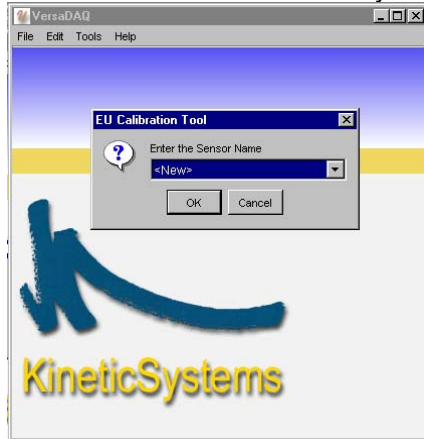 VersaDAQ
File Edit Tools Help
EU Calibration Tool
Enter the Sensor Name
<New>
OK Cancel
KineticSystems